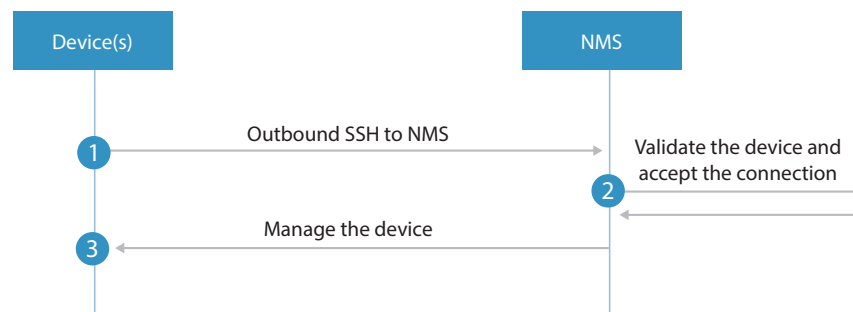 Device(s)
NMS
Outbound SSH to NMS
1
Validate the device and
accept the connection
2
Manage the device
3